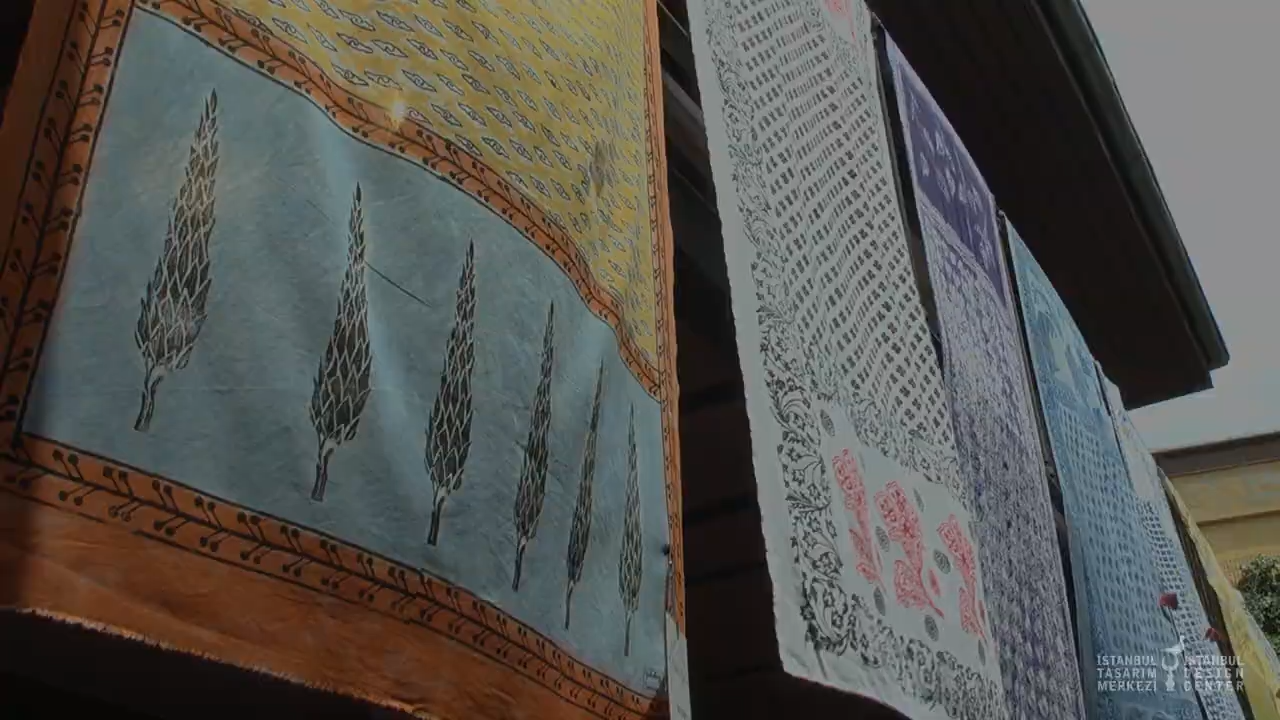 İSTANBUL
TASARIM
MERKEZİ
İSTANBUL
DESIGN
CENTER